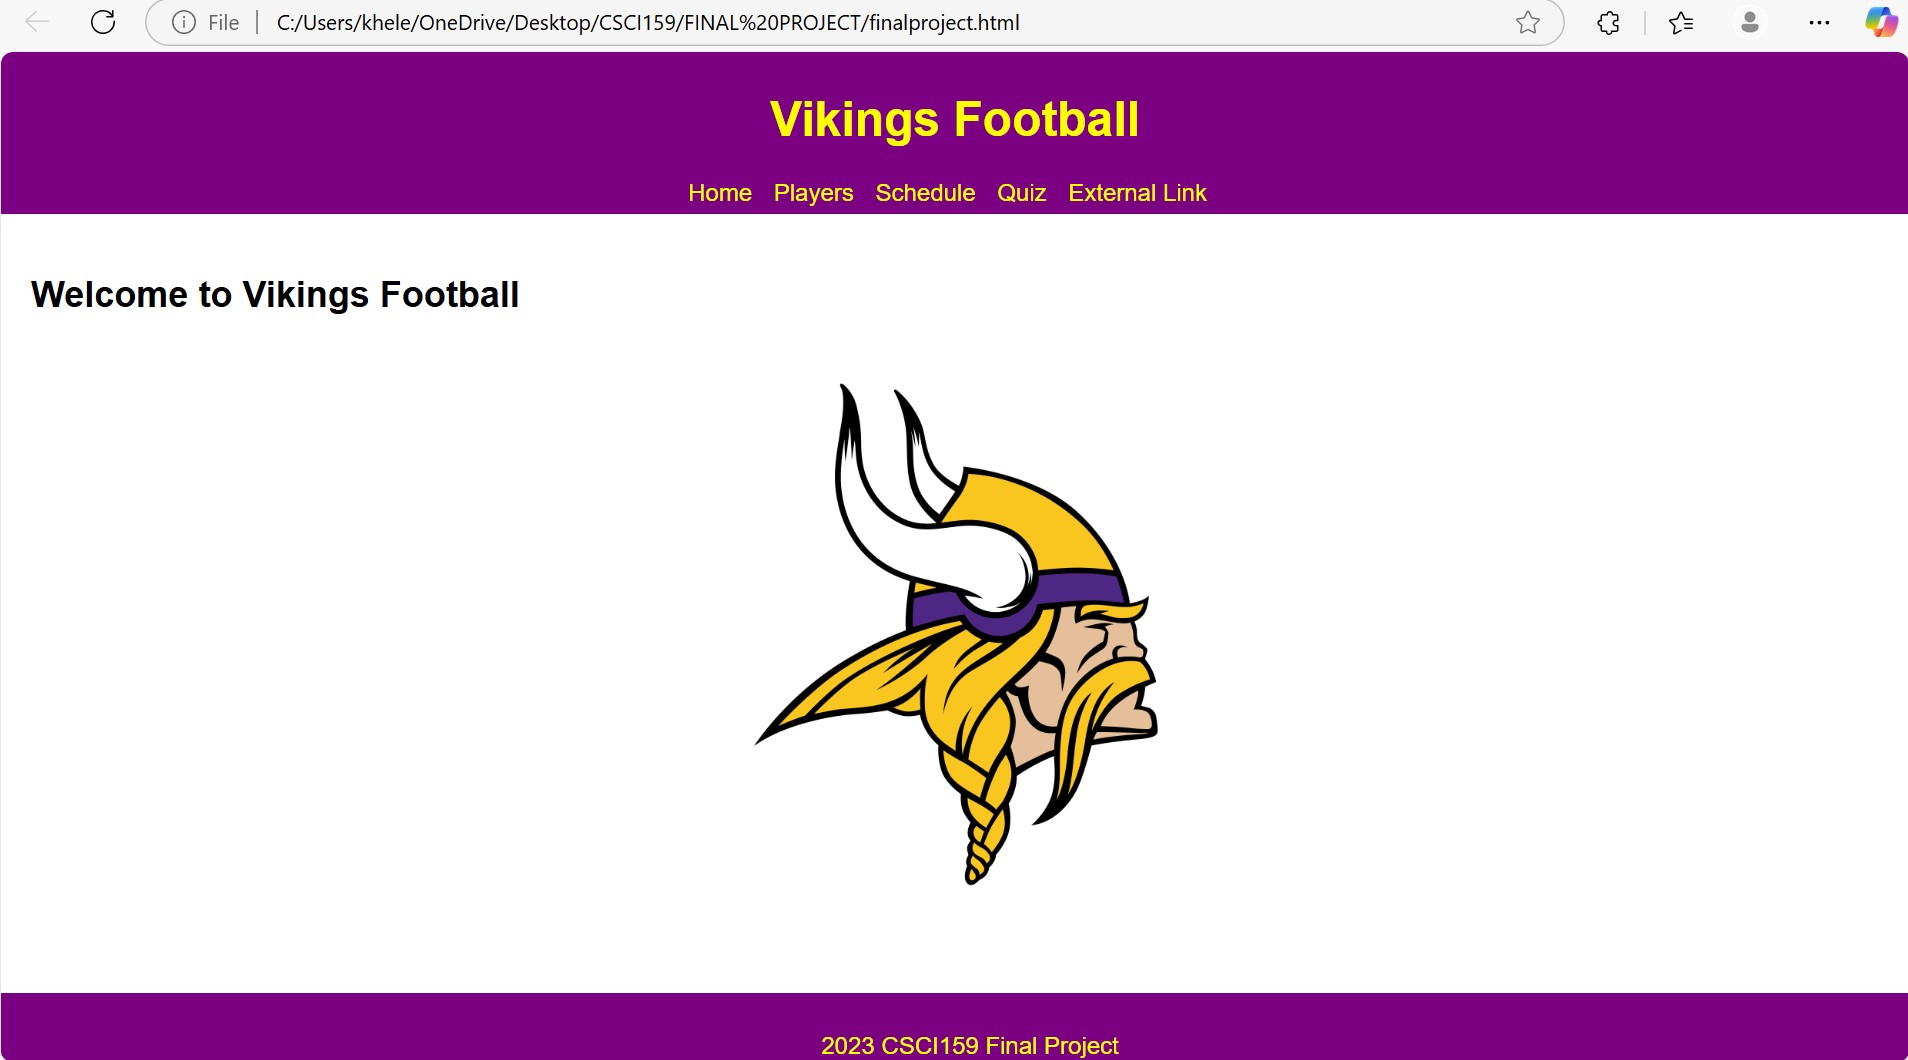 File
C:/Users/khele/OneDrive/Desktop/CSCI159/FINAL%20PROJECT/finalproject.html
Vikings Football
Home Players Schedule Quiz External Link
Welcome to Vikings Football
2023 CSCI159 Final Project